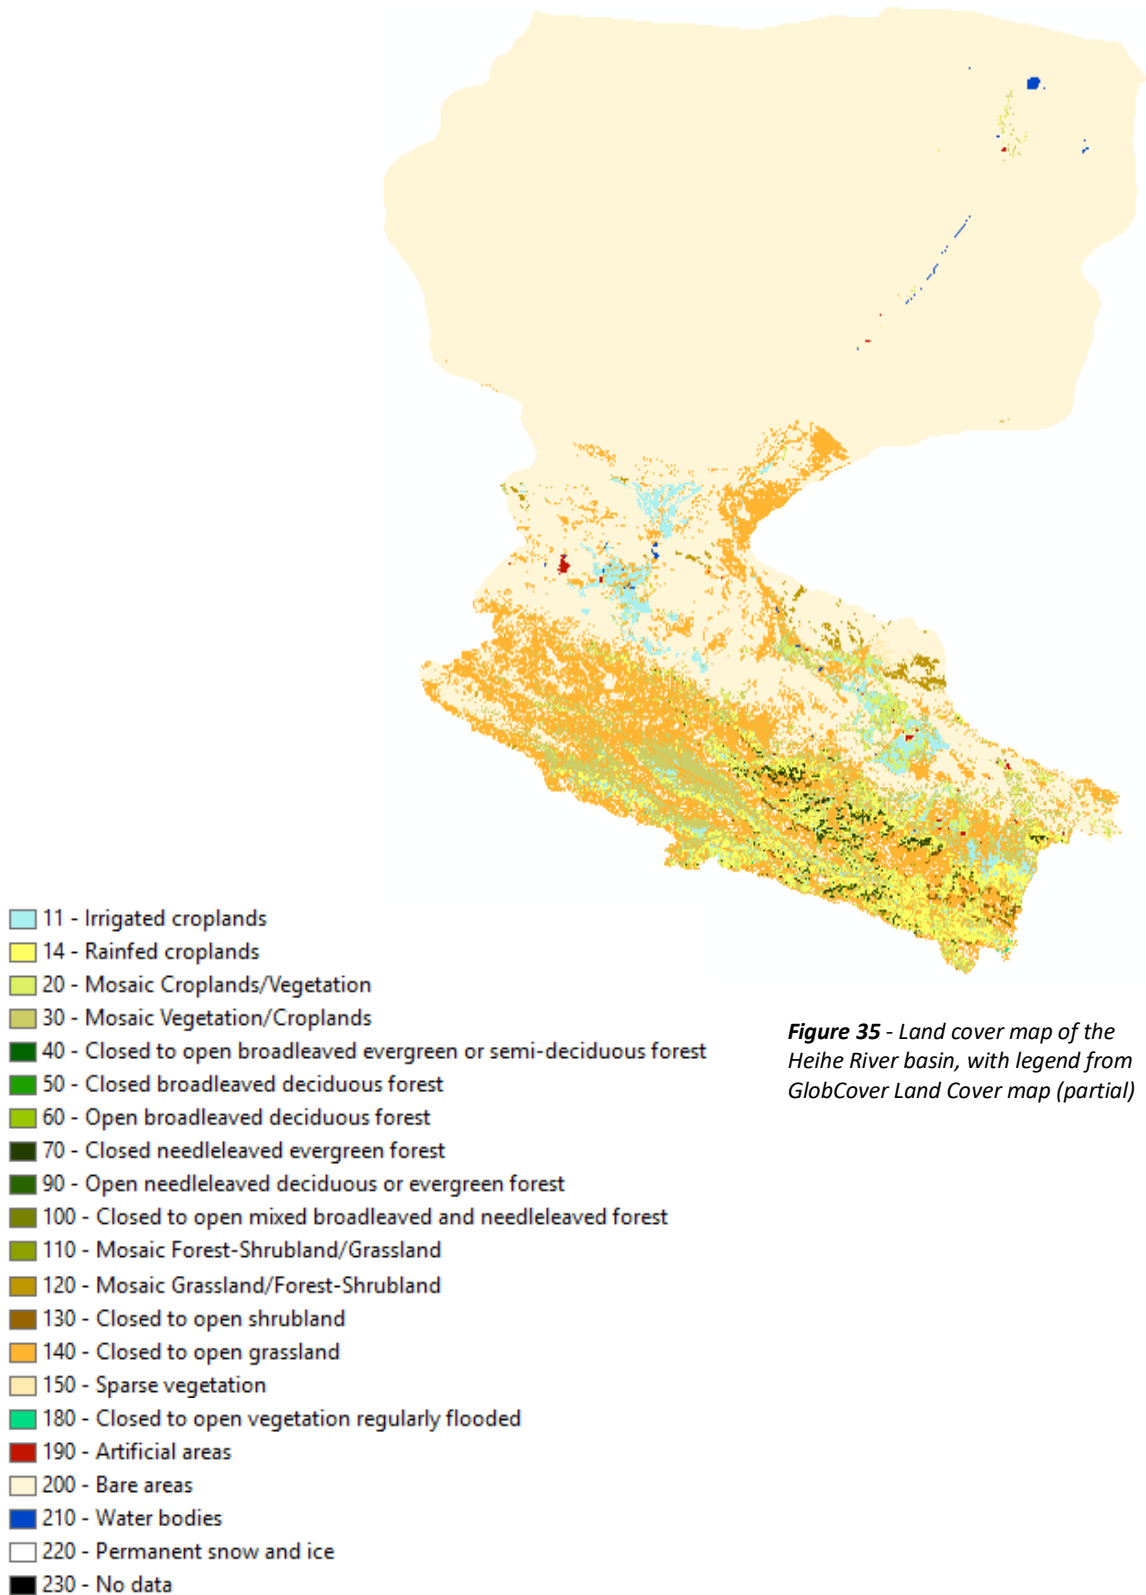 11 - Irrigated croplands
14 - Rainfed croplands
20 - Mosaic Croplands/Vegetation
30 - Mosaic Vegetation/Croplands
40 - Closed to open broadleaved evergreen or semi-deciduous forest
50 - Closed broadleaved deciduous forest
60 - Open broadleaved deciduous forest
70 - Closed needleleaved evergreen forest
90 - Open needleleaved deciduous or evergreen forest
100 - Closed to open mixed broadleaved and needleleaved forest
110 - Mosaic Forest-Shrubland/Grassland
120 - Mosaic Grassland/Forest-Shrubland
130 - Closed to open shrubland
140 - Closed to open grassland
150 - Sparse vegetation
180 - Closed to open vegetation regularly flooded
190 - Artificial areas
200 - Bare areas
210 - Water bodies
220 - Permanent snow and ice
230 - No data
Figure 35 - Land cover map of the
Heihe River basin, with legend from
GlobCover Land Cover map (partial)